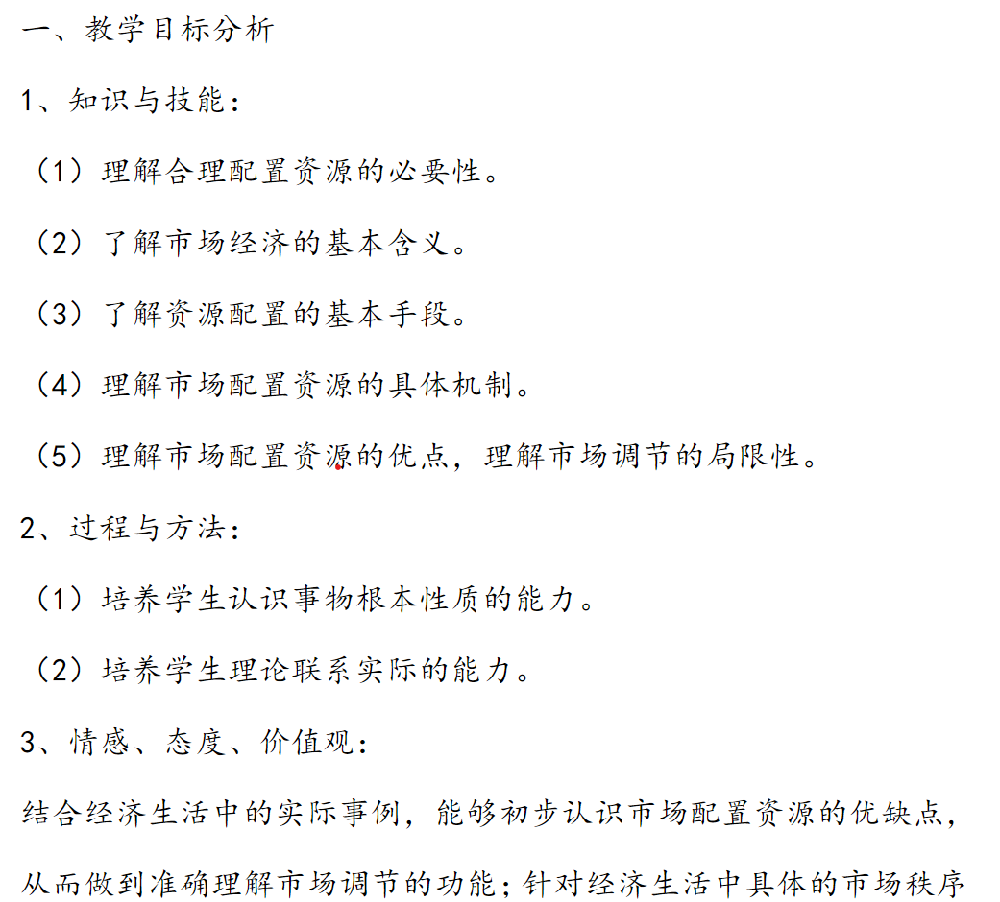 一、教学目标分析
1、知识与技能：
（1）理解合理配置资源的必要性。
（2）了解市场经济的基本含义。
（3）了解资源配置的基本手段。
（4）理解市场配置资源的具体机制。
（5）理解市场配置资源的优点，理解市场调节的局限性。
2、过程与方法：
（1）培养学生认识事物根本性质的能力。
（2）培养学生理论联系实际的能力。
3、情感、态度、价值观：
结合经济生活中的实际事例，能够初步认识市场配置资源的优缺点，
从而做到准确理解市场调节的功能；针对经济生活中具体的市场秩序